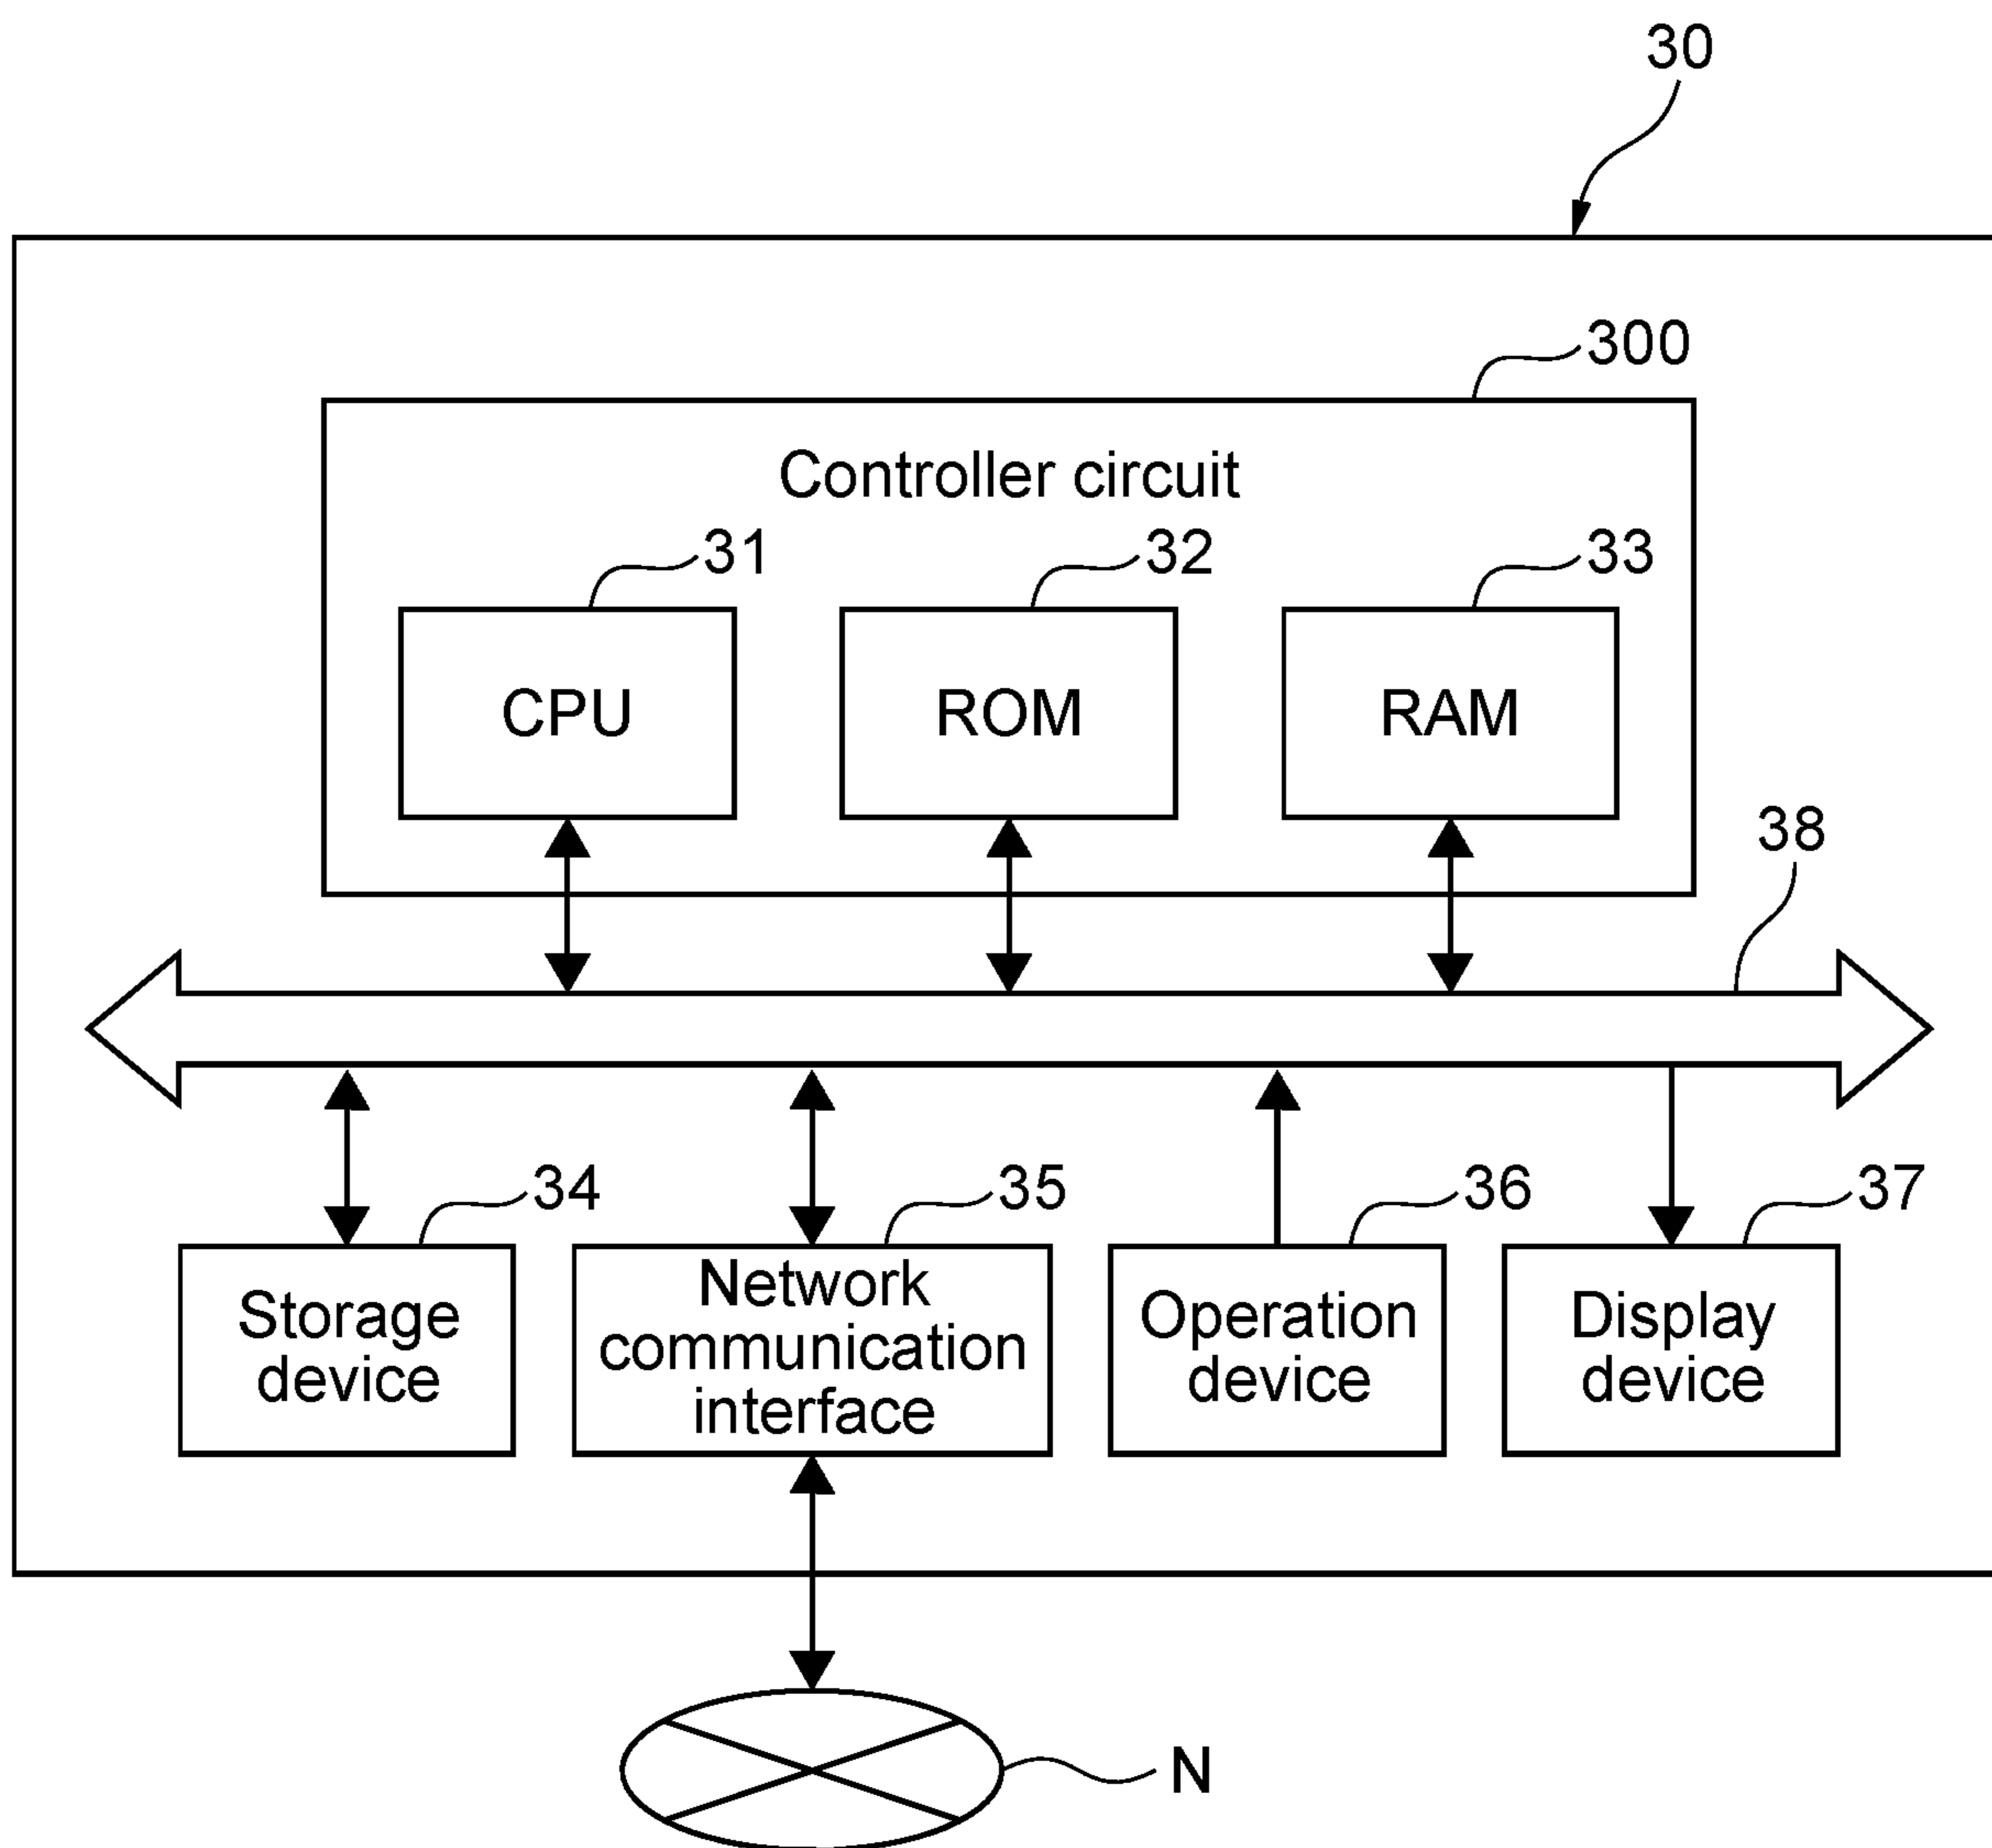 30
300
Controller circuit
31
32
33
CPU
ROM
RAM
38
34
35
36
37
Storage
device
Network
communication
interface
Operation
device
Display
device
N